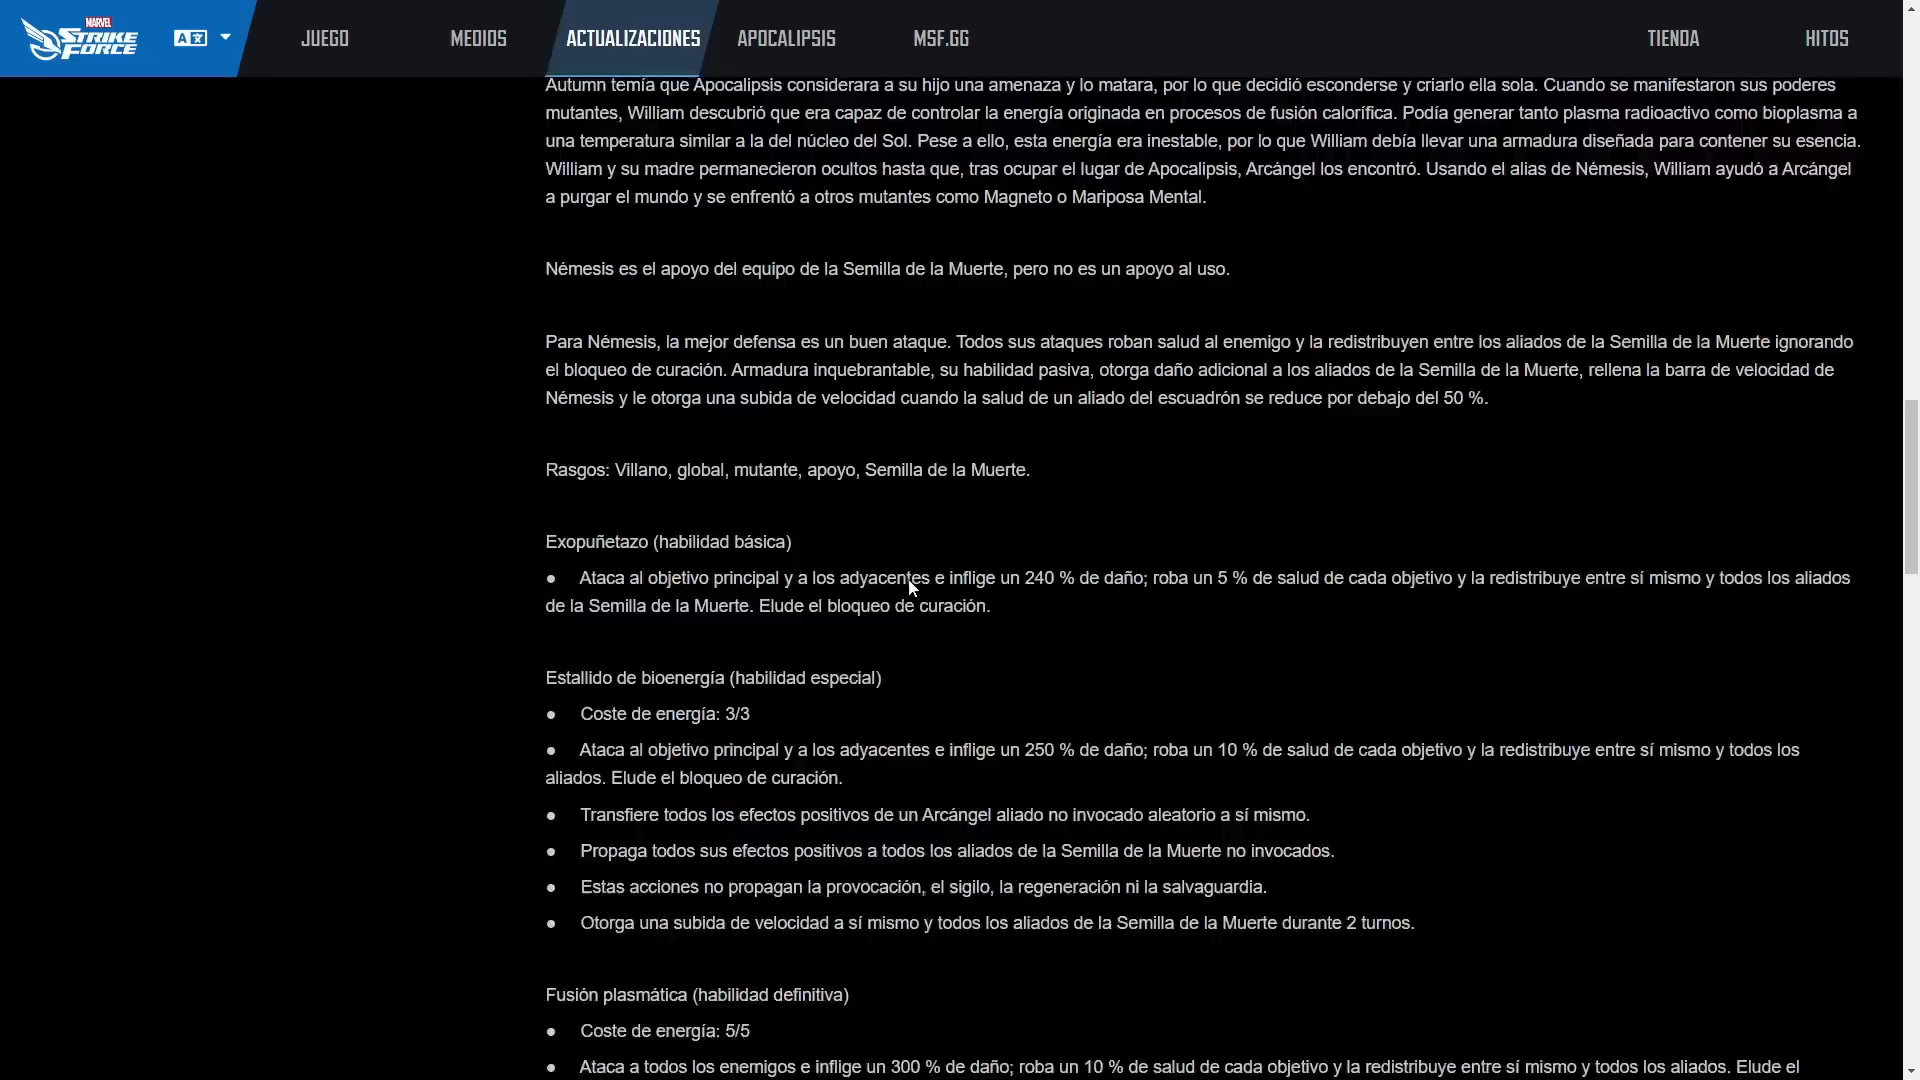 MARVEL
STRIKE
FORCE
JUEGO
MEDIOS
ACTUALIZACIONES
APOCALIPSIS
MSF.GG
TIENDA
HITOS
Autumn temía que Apocalipsis considerara a su hijo una amenaza y lo matara, por lo que decidió esconderse y criarlo ella sola. Cuando se manifestaron sus poderes
mutantes, William descubrió que era capaz de controlar la energía originada en procesos de fusión calorífica. Podía generar tanto plasma radioactivo como bioplasma a
una temperatura similar a la del núcleo del Sol. Pese a ello, esta energía era inestable, por lo que William debía llevar una armadura diseñada para contener su esencia.
William y su madre permanecieron ocultos hasta que, tras ocupar el lugar de Apocalipsis, Arcángel los encontró. Usando el alias de Némesis, William ayudó a Arcángel
a purgar el mundo y se enfrentó a otros mutantes como Magneto o Mariposa Mental.
Némesis es el apoyo del equipo de la Semilla de la Muerte, pero no es un apoyo al uso.
Para Némesis, la mejor defensa es un buen ataque. Todos sus ataques roban salud al enemigo y la redistribuyen entre los aliados de la Semilla de la Muerte ignorando
el bloqueo de curación. Armadura inquebrantable, su habilidad pasiva, otorga daño adicional a los aliados de la Semilla de la Muerte, rellena la barra de velocidad de
Némesis y le otorga una subida de velocidad cuando la salud de un aliado del escuadrón se reduce por debajo del 50 %.
Rasgos: Villano, global, mutante, apoyo, Semilla de la Muerte.
Exopuñetazo (habilidad básica)
● Ataca al objetivo principal y a los adyacentes e inflige un 240 % de daño; roba un 5 % de salud de cada objetivo y la redistribuye entre sí mismo y todos los aliados
de la Semilla de la Muerte. Elude el bloqueo de curación.
Estallido de bioenergía (habilidad especial)
● Coste de energía: 3/3
● Ataca al objetivo principal y a los adyacentes e inflige un 250 % de daño; roba un 10 % de salud de cada objetivo y la redistribuye entre sí mismo y todos los
aliados. Elude el bloqueo de curación.
● Transfiere todos los efectos positivos de un Arcángel aliado no invocado aleatorio a sí mismo.
● Propaga todos sus efectos positivos a todos los aliados de la Semilla de la Muerte no invocados.
● Estas acciones no propagan la provocación, el sigilo, la regeneración ni la salvaguardia.
● Otorga una subida de velocidad a sí mismo y todos los aliados de la Semilla de la Muerte durante 2 turnos.
Fusión plasmática (habilidad definitiva)
● Coste de energía: 5/5
● Ataca a todos los enemigos e inflige un 300 % de daño; roba un 10 % de salud de cada objetivo y la redistribuye entre sí mismo y todos los aliados. Elude el